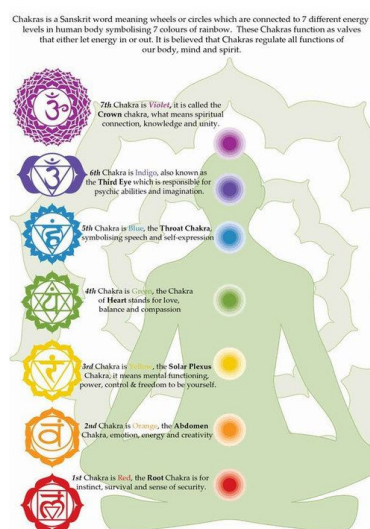 Chakras is a Sanskrit word meaning wheels or circles which are connected to 7 different energy
levels in human body symbolising 7 colours of rainbow. These Chakras function as valves
that either let energy in or out. It is believed that Chakras regulate all functions of
our body, mind and spirit.
7th Chakra is Violet, it is called the
Crown chakra, what means spiritual
connection, knowledge and unity.
ॐ
6th Chakra is Indigo, also known as
the Third Eye which is responsible for
psychic abilities and imagination.
5th Chakra is Blue, the Throat Chakra,
symbolising speech and self-expression
हं
4th Chakra is Green, the Chakra
of Heart stands for love,
balance and compassion
यं
3rd Chakra is Yellow, the Solar Plexus
Chakra, it means mental functioning,
power, control & freedom to be yourself.
रं
2nd Chakra is Orange, the Abdomen
Chakra, emotion, energy and creativity
वं
1st Chakra is Red, the Root Chakra is for
instinct, survival and sense of security.
लं